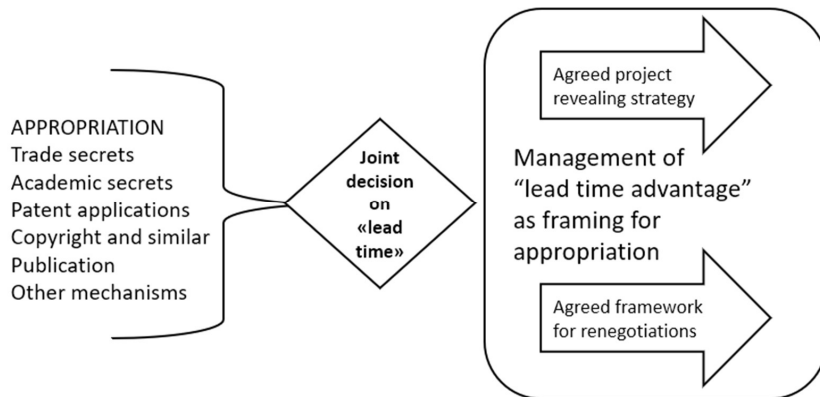 APPROPRIATION
Trade secrets
Academic secrets
Patent applications
Copyright and similar
Publication
Other mechanisms
Joint
decision
on
«lead
time»
Agreed project
revealing strategy
Management of
“lead time advantage”
as framing for
appropriation
Agreed framework
for renegotiations